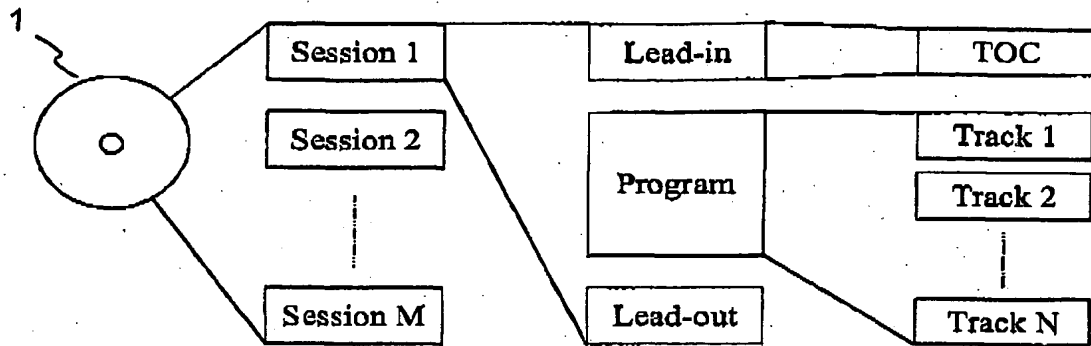 1
Session 1
Lead-in
TOC
Session 2
Program
Track 1
Track 2
Session M
Lead-out
Track N